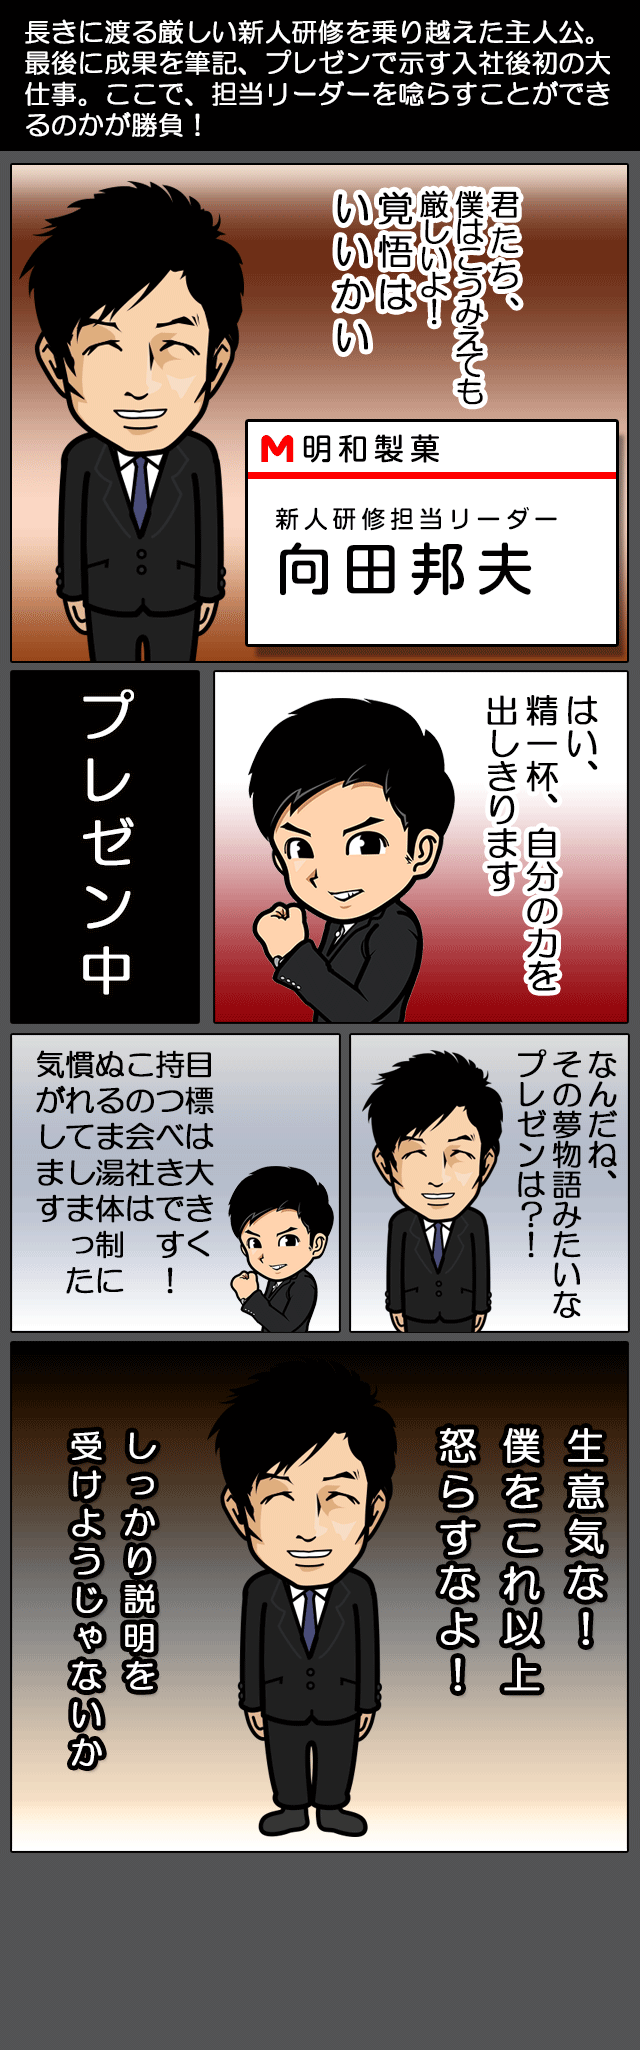 長きに渡る厳しい新人研修を乗り越えた主人公。
最後に成果を筆記、プレゼンで示す入社後初の大
仕事。ここで、担当リーダーを唸らすことができ
るのかが勝負！
君たち、
僕はこうみえても
厳しいよ！
覚悟は
いいかい
M 明和製菓
新人研修担当リーダー
向田邦夫
はい、
精一杯、自分の力を
出しきります
プレゼン中
なんだね、
その夢物語みたいな
プレゼンは？！
目標は大きく
持つべきです！
この会社は
ぬるま湯体制に
慣れてしまった
気がします
生意気な！
僕をこれ以上
怒らすなよ！
しっかり説明を
受けようじゃないか